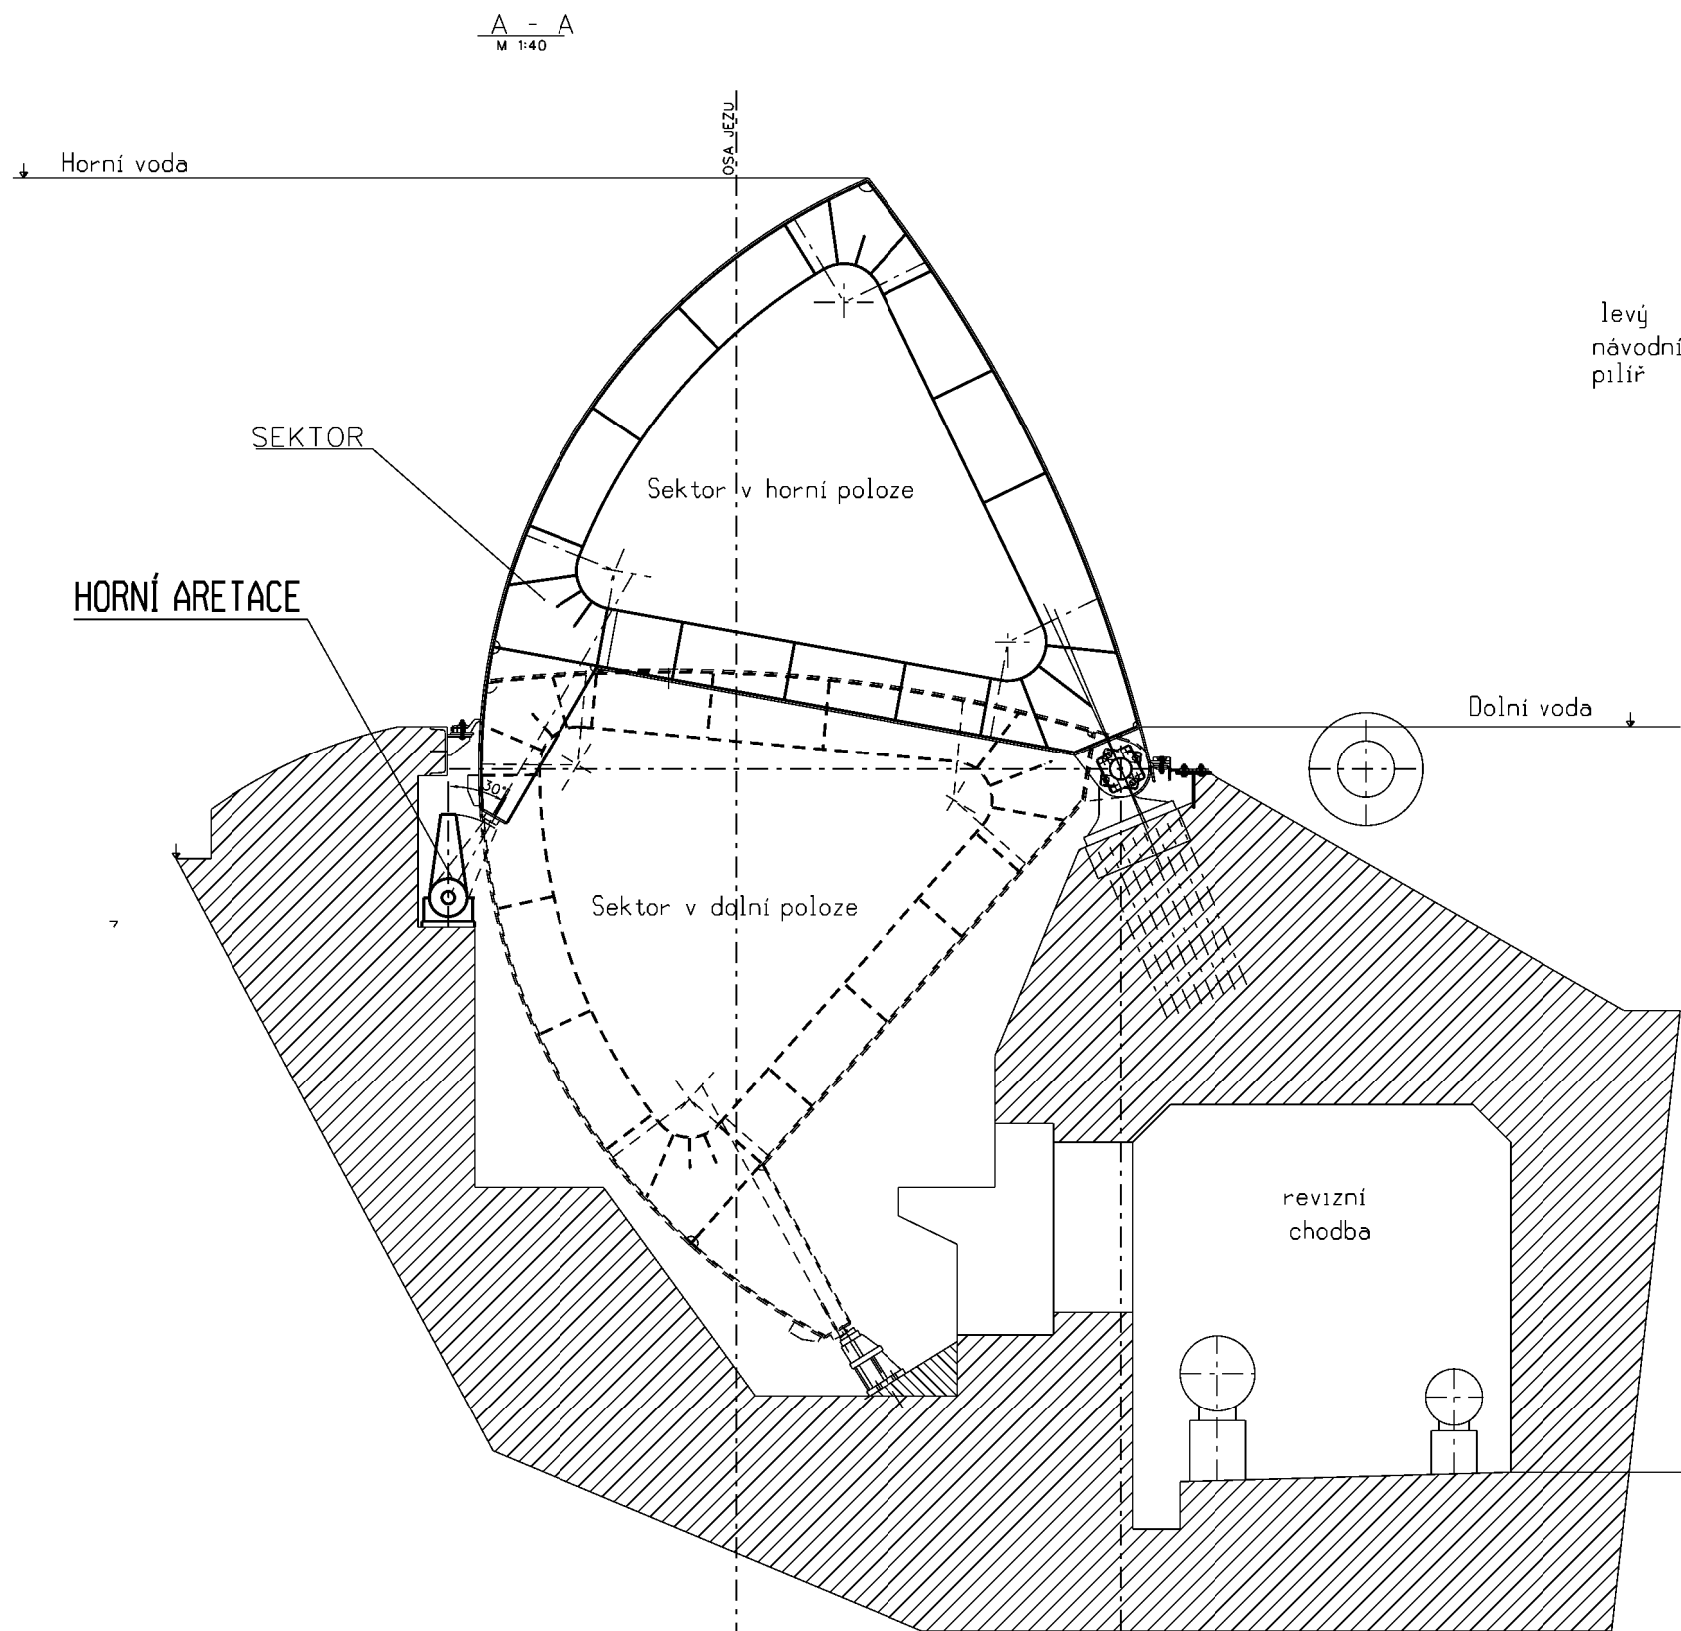 A - A
M 1:40
OSA JEZU
Horní voda
levý
návodní
pilíř
SEKTOR
Sektor v horní poloze
HORNÍ ARETACE
Dolní voda
30°
Sektor v dolní poloze
revizní
chodba